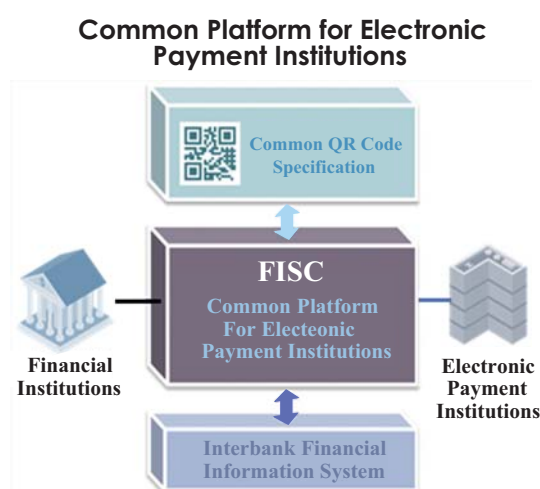 Common Platform for Electronic
Payment Institutions
Common QR Code
Specification
FISC
Common Platform
For Electeonic
Payment Institutions
Financial
Institutions
Electronic
Payment
Institutions
Interbank Financial
Information System